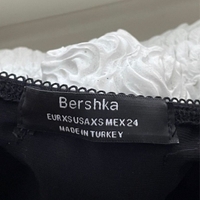 Bershka
EUR XS USA XS MEX 24
MADE IN TURKEY